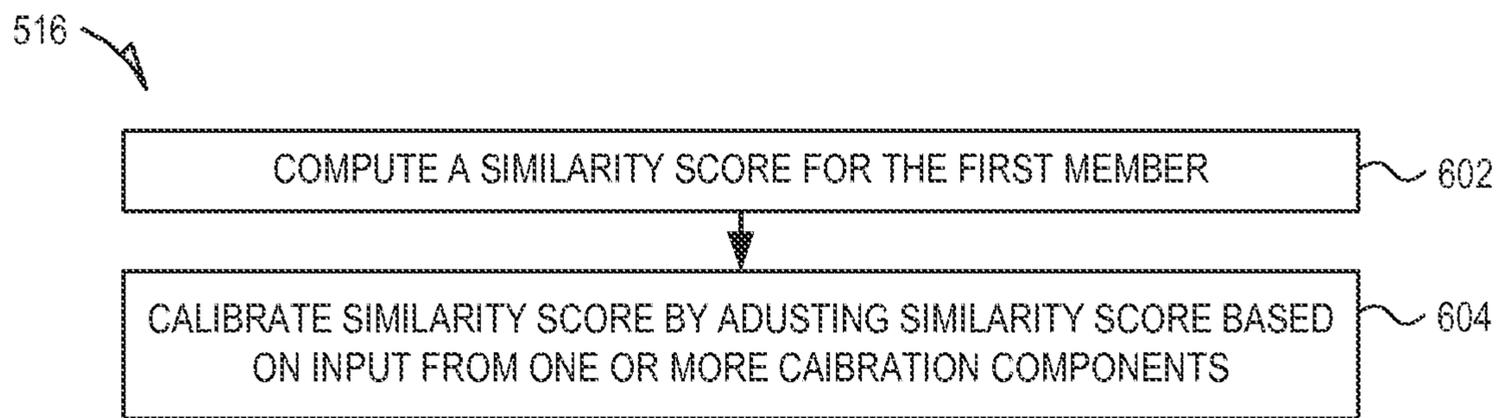 516
COMPUTE A SIMILARITY SCORE FOR THE FIRST MEMBER
602
CALIBRATE SIMILARITY SCORE BY ADUSTING SIMILARITY SCORE BASED
ON INPUT FROM ONE OR MORE CAIBRATION COMPONENTS
604